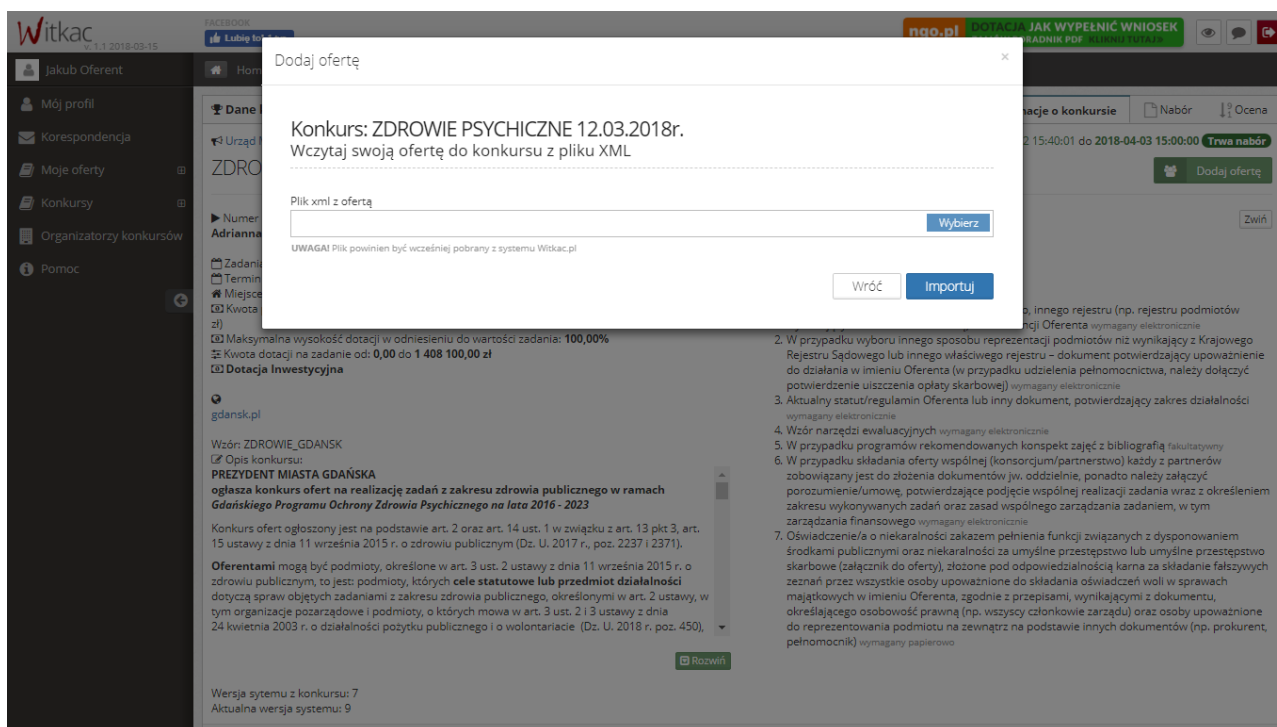 Witkac
v. 1.1 2018-03-15
FACEBOOK
Lubię to!
ngo.pl
DOTACJA JAK WYPEŁNIĆ WNIOSEK
RADNIK PDF KLIKNIJ TUTAJ>
Jakub Oferent
Hom
Mój profil
Korespondencja
Moje oferty
Konkursy
Organizatorzy konkursów
Pomoc
Dodaj ofertę
×
Konkurs: ZDROWIE PSYCHICZNE 12.03.2018r.
Wczytaj swoją ofertę do konkursu z pliku XML
Plik xml z ofertą
Wybierz
UWAGA! Plik powinien być wcześniej pobrany z systemu Witkac.pl
Wróć
Importuj
Dane
macje o konkursie
Nabór
Ocena
Urząd
2 15:40:01 do 2018-04-03 15:00:00 Trwa nabór
ZDRO
Dodaj ofertę
Zwiń
Numer
Adrianna
Zadani
Termin
Miejsce
Kwota
zł)
Maksymalna wysokość dotacji w odniesieniu do wartości zadania: 100,00%
Kwota dotacji na zadanie od: 0,00 do 1 408 100,00 zł
Dotacja Inwestycyjna
gdansk.pl
Wzór: ZDROWIE_GDANSK
Opis konkursu:
PREZYDENT MIASTA GDAŃSKA
ogłasza konkurs ofert na realizację zadań z zakresu zdrowia publicznego w ramach
Gdańskiego Programu Ochrony Zdrowia Psychicznego na lata 2016 - 2023
Konkurs ofert ogłoszony jest na podstawie art. 2 oraz art. 14 ust. 1 w związku z art. 13 pkt 3, art.
15 ustawy z dnia 11 września 2015 r. o zdrowiu publicznym (Dz. U. 2017 r., poz. 2237 i 2371).
Oferentami mogą być podmioty, określone w art. 3 ust. 2 ustawy z dnia 11 września 2015 r. o
zdrowiu publicznym, to jest: podmioty, których cele statutowe lub przedmiot działalności
dotyczą spraw objętych zadaniami z zakresu zdrowia publicznego, określonymi w art. 2 ustawy, w
tym organizacje pozarządowe i podmioty, o których mowa w art. 3 ust. 2 i 3 ustawy z dnia
24 kwietnia 2003 r. o działalności pożytku publicznego i o wolontariacie (Dz. U. 2018 r. poz. 450),
Rozwiń
Wersja sytemu z konkursu: 7
Aktualna wersja systemu: 9
o, innego rejestru (np. rejestru podmiotów
ncji Oferenta wymagany elektronicznie
2. W przypadku wyboru innego sposobu reprezentacji podmiotów niż wynikający z Krajowego
Rejestru Sądowego lub innego właściwego rejestru – dokument potwierdzający upoważnienie
do działania w imieniu Oferenta (w przypadku udzielenia pełnomocnictwa, należy dołączyć
potwierdzenie uiszczenia opłaty skarbowej) wymagany elektronicznie
3. Aktualny statut/regulamin Oferenta lub inny dokument, potwierdzający zakres działalności
wymagany elektronicznie
4. Wzór narzędzi ewaluacyjnych wymagany elektronicznie
5. W przypadku programów rekomendowanych konspekt zajęć z bibliografią fakultatywny
6. W przypadku składania oferty wspólnej (konsorcjum/partnerstwo) każdy z partnerów
zobowiązany jest do złożenia dokumentów jw. oddzielnie, ponadto należy załączyć
porozumienie/umowę, potwierdzające podjęcie wspólnej realizacji zadania wraz z określeniem
zakresu wykonywanych zadań oraz zasad wspólnego zarządzania zadaniem, w tym
zarządzania finansowego wymagany elektronicznie
7. Oświadczenie/a o niekaralności zakazem pełnienia funkcji związanych z dysponowaniem
środkami publicznymi oraz niekaralności za umyślne przestępstwo lub umyślne przestępstwo
skarbowe (załącznik do oferty), złożone pod odpowiedzialnością karna za składanie fałszywych
zeznań przez wszystkie osoby upoważnione do składania oświadczeń woli w sprawach
majątkowych w imieniu Oferenta, zgodnie z przepisami, wynikającymi z dokumentu,
określającego osobowość prawną (np. wszyscy członkowie zarządu) oraz osoby upoważnione
do reprezentowania podmiotu na zewnątrz na podstawie innych dokumentów (np. prokurent,
pełnomocnik) wymagany papierowo